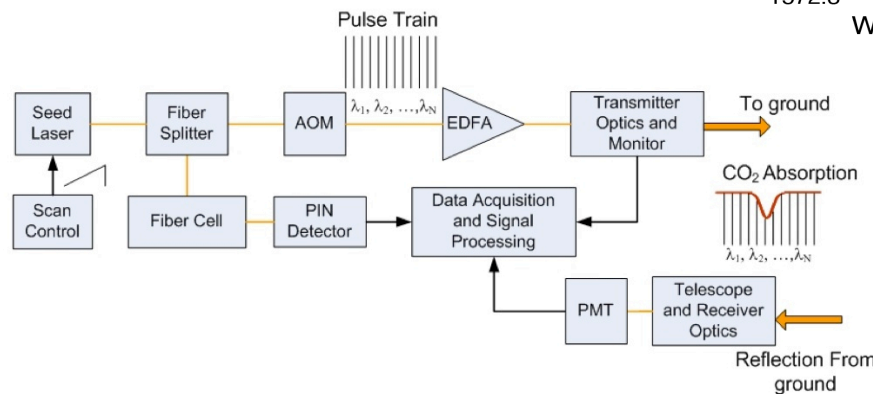 1572.8
W
Pulse Train
λ1, λ2, ...,λN
Seed
Laser
Fiber
Splitter
AOM
EDFA
Transmitter
Optics and
Monitor
To ground
CO2 Absorption
Scan
Control
Fiber Cell
PIN
Detector
Data Acquisition
and Signal
Processing
λ1, λ2, ...,λN
PMT
Telescope
and Receiver
Optics
Reflection From
ground